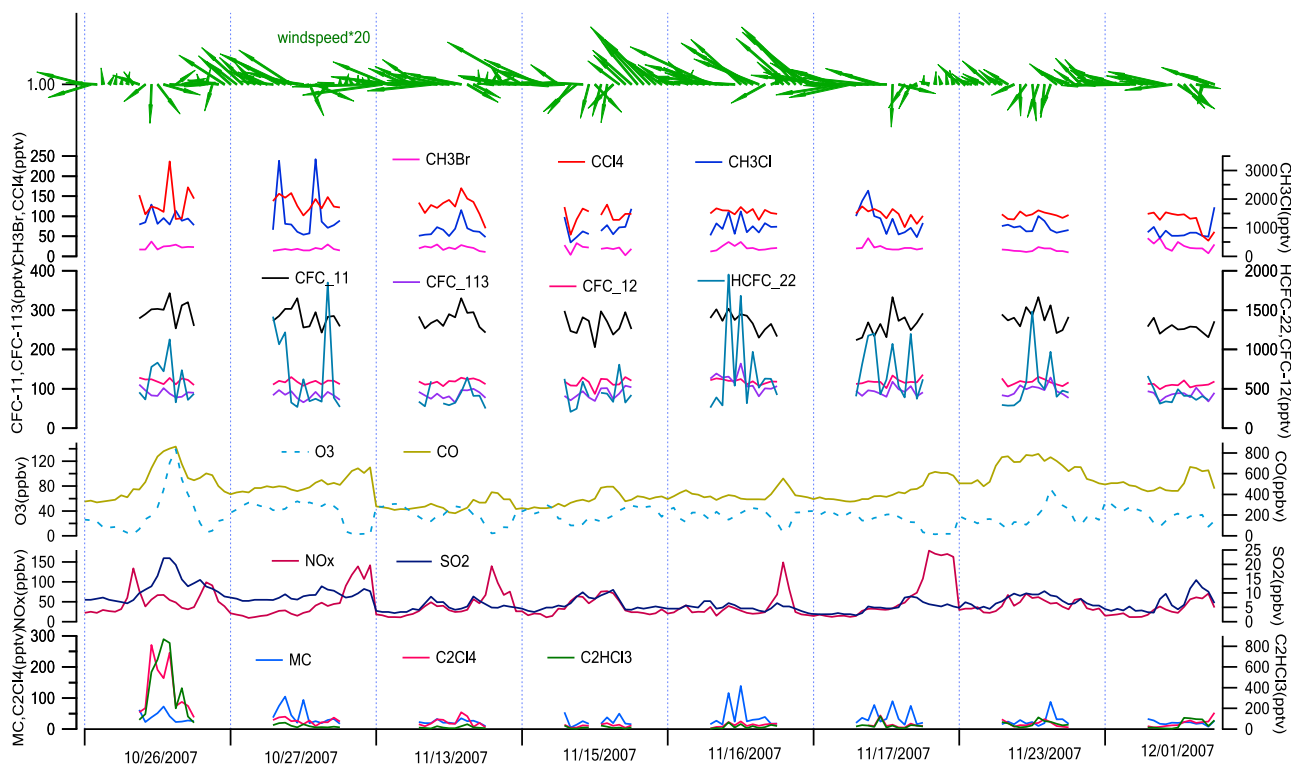 windspeed*20
1.00
CH3Br,CCl4(pptv)
250
200
150
100
50
0
CH3Br
CCl4
CH3Cl
3000
2000
1000
0
CH3Cl(pptv)
CFC-11,CFC-113(pptv)
400
300
200
100
0
CFC_11
CFC_113
CFC_12
HCFC_22
2000
1500
1000
500
0
HCFC-22,CFC-12(pptv)
O3(ppbv)
120
80
40
0
O3
CO
800
600
400
200
0
CO(ppbv)
NOx(ppbv)
150
100
50
0
NOx
SO2
25
20
15
10
5
0
SO2(ppbv)
MC,C2Cl4(pptv)
300
200
100
0
MC
C2Cl4
C2HCl3
800
600
400
200
0
C2HCl3(pptv)
10/26/2007
10/27/2007
11/13/2007
11/15/2007
11/16/2007
11/17/2007
11/23/2007
12/01/2007